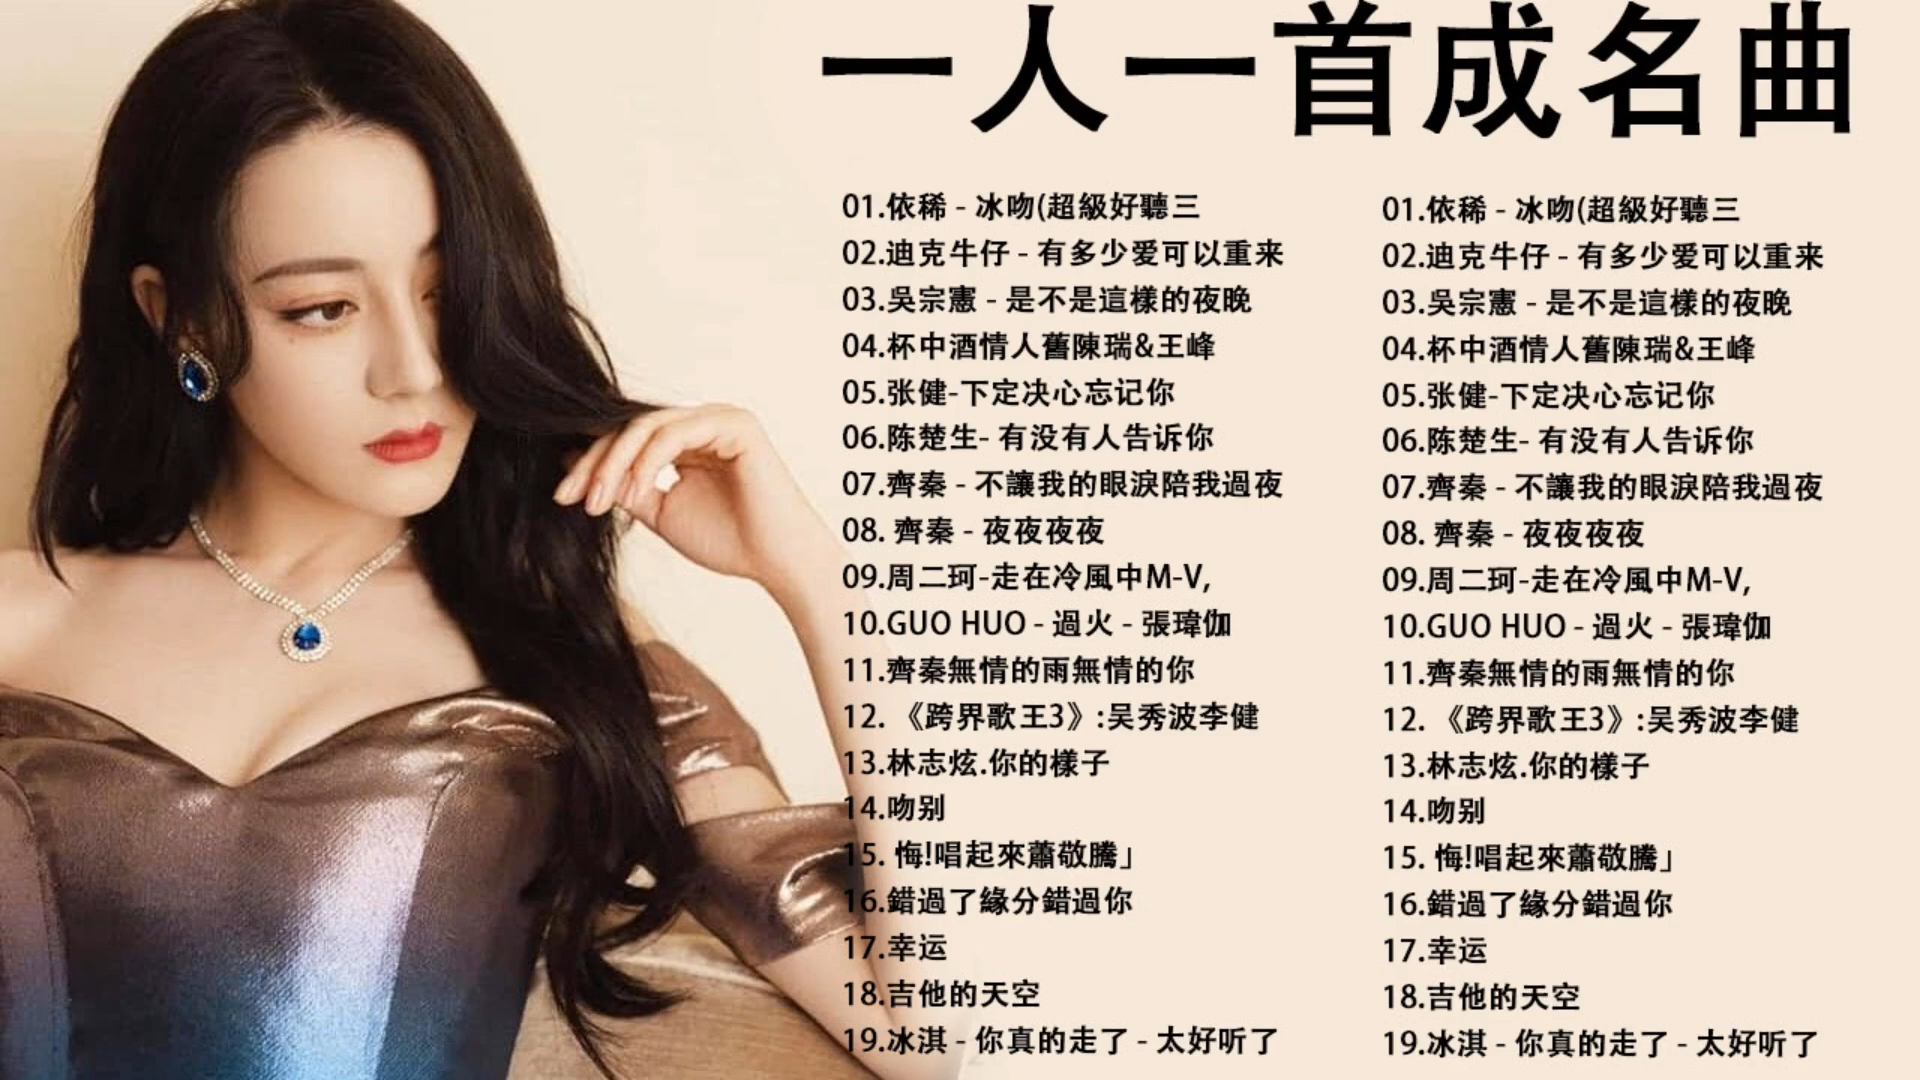 一人一首成名曲
01.依稀 - 冰吻(超級好聽三
02.迪克牛仔 - 有多少爱可以重来
03.吳宗憲 - 是不是這樣的夜晚
04.杯中酒情人舊陳瑞&王峰
05.张健-下定决心忘记你
06.陈楚生- 有没有人告诉你
07.齊秦 - 不讓我的眼淚陪我過夜
08. 齊秦 - 夜夜夜夜
09.周二珂-走在冷風中M-V,
10.GUO HUO - 過火 - 張瑋伽
11.齊秦無情的雨無情的你
12. 《跨界歌王3》:吴秀波李健
13.林志炫.你的樣子
14.吻别
15. 悔!唱起來蕭敬騰」
16.錯過了緣分錯過你
17.幸运
18.吉他的天空
19.冰淇 - 你真的走了 - 太好听了
01.依稀 - 冰吻(超級好聽三
02.迪克牛仔 - 有多少爱可以重来
03.吳宗憲 - 是不是這樣的夜晚
04.杯中酒情人舊陳瑞&王峰
05.张健-下定决心忘记你
06.陈楚生- 有没有人告诉你
07.齊秦 - 不讓我的眼淚陪我過夜
08. 齊秦 - 夜夜夜夜
09.周二珂-走在冷風中M-V,
10.GUO HUO - 過火 - 張瑋伽
11.齊秦無情的雨無情的你
12. 《跨界歌王3》:吴秀波李健
13.林志炫.你的樣子
14.吻别
15. 悔!唱起來蕭敬騰」
16.錯過了緣分錯過你
17.幸运
18.吉他的天空
19.冰淇 - 你真的走了 - 太好听了